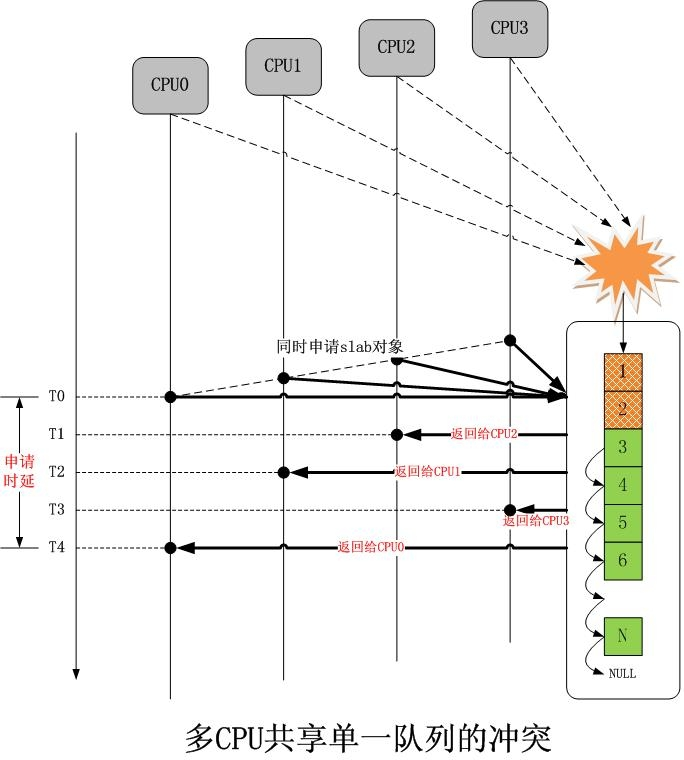 CPU3
CPU2
CPU1
CPU0
同时申请slab对象
1
T0
2
T1
返回给CPU2
3
申请
时延
T2
返回给CPU1
4
T3
返回给CPU3
5
T4
返回给CPU0
6
N
NULL
多CPU共享单一队列的冲突